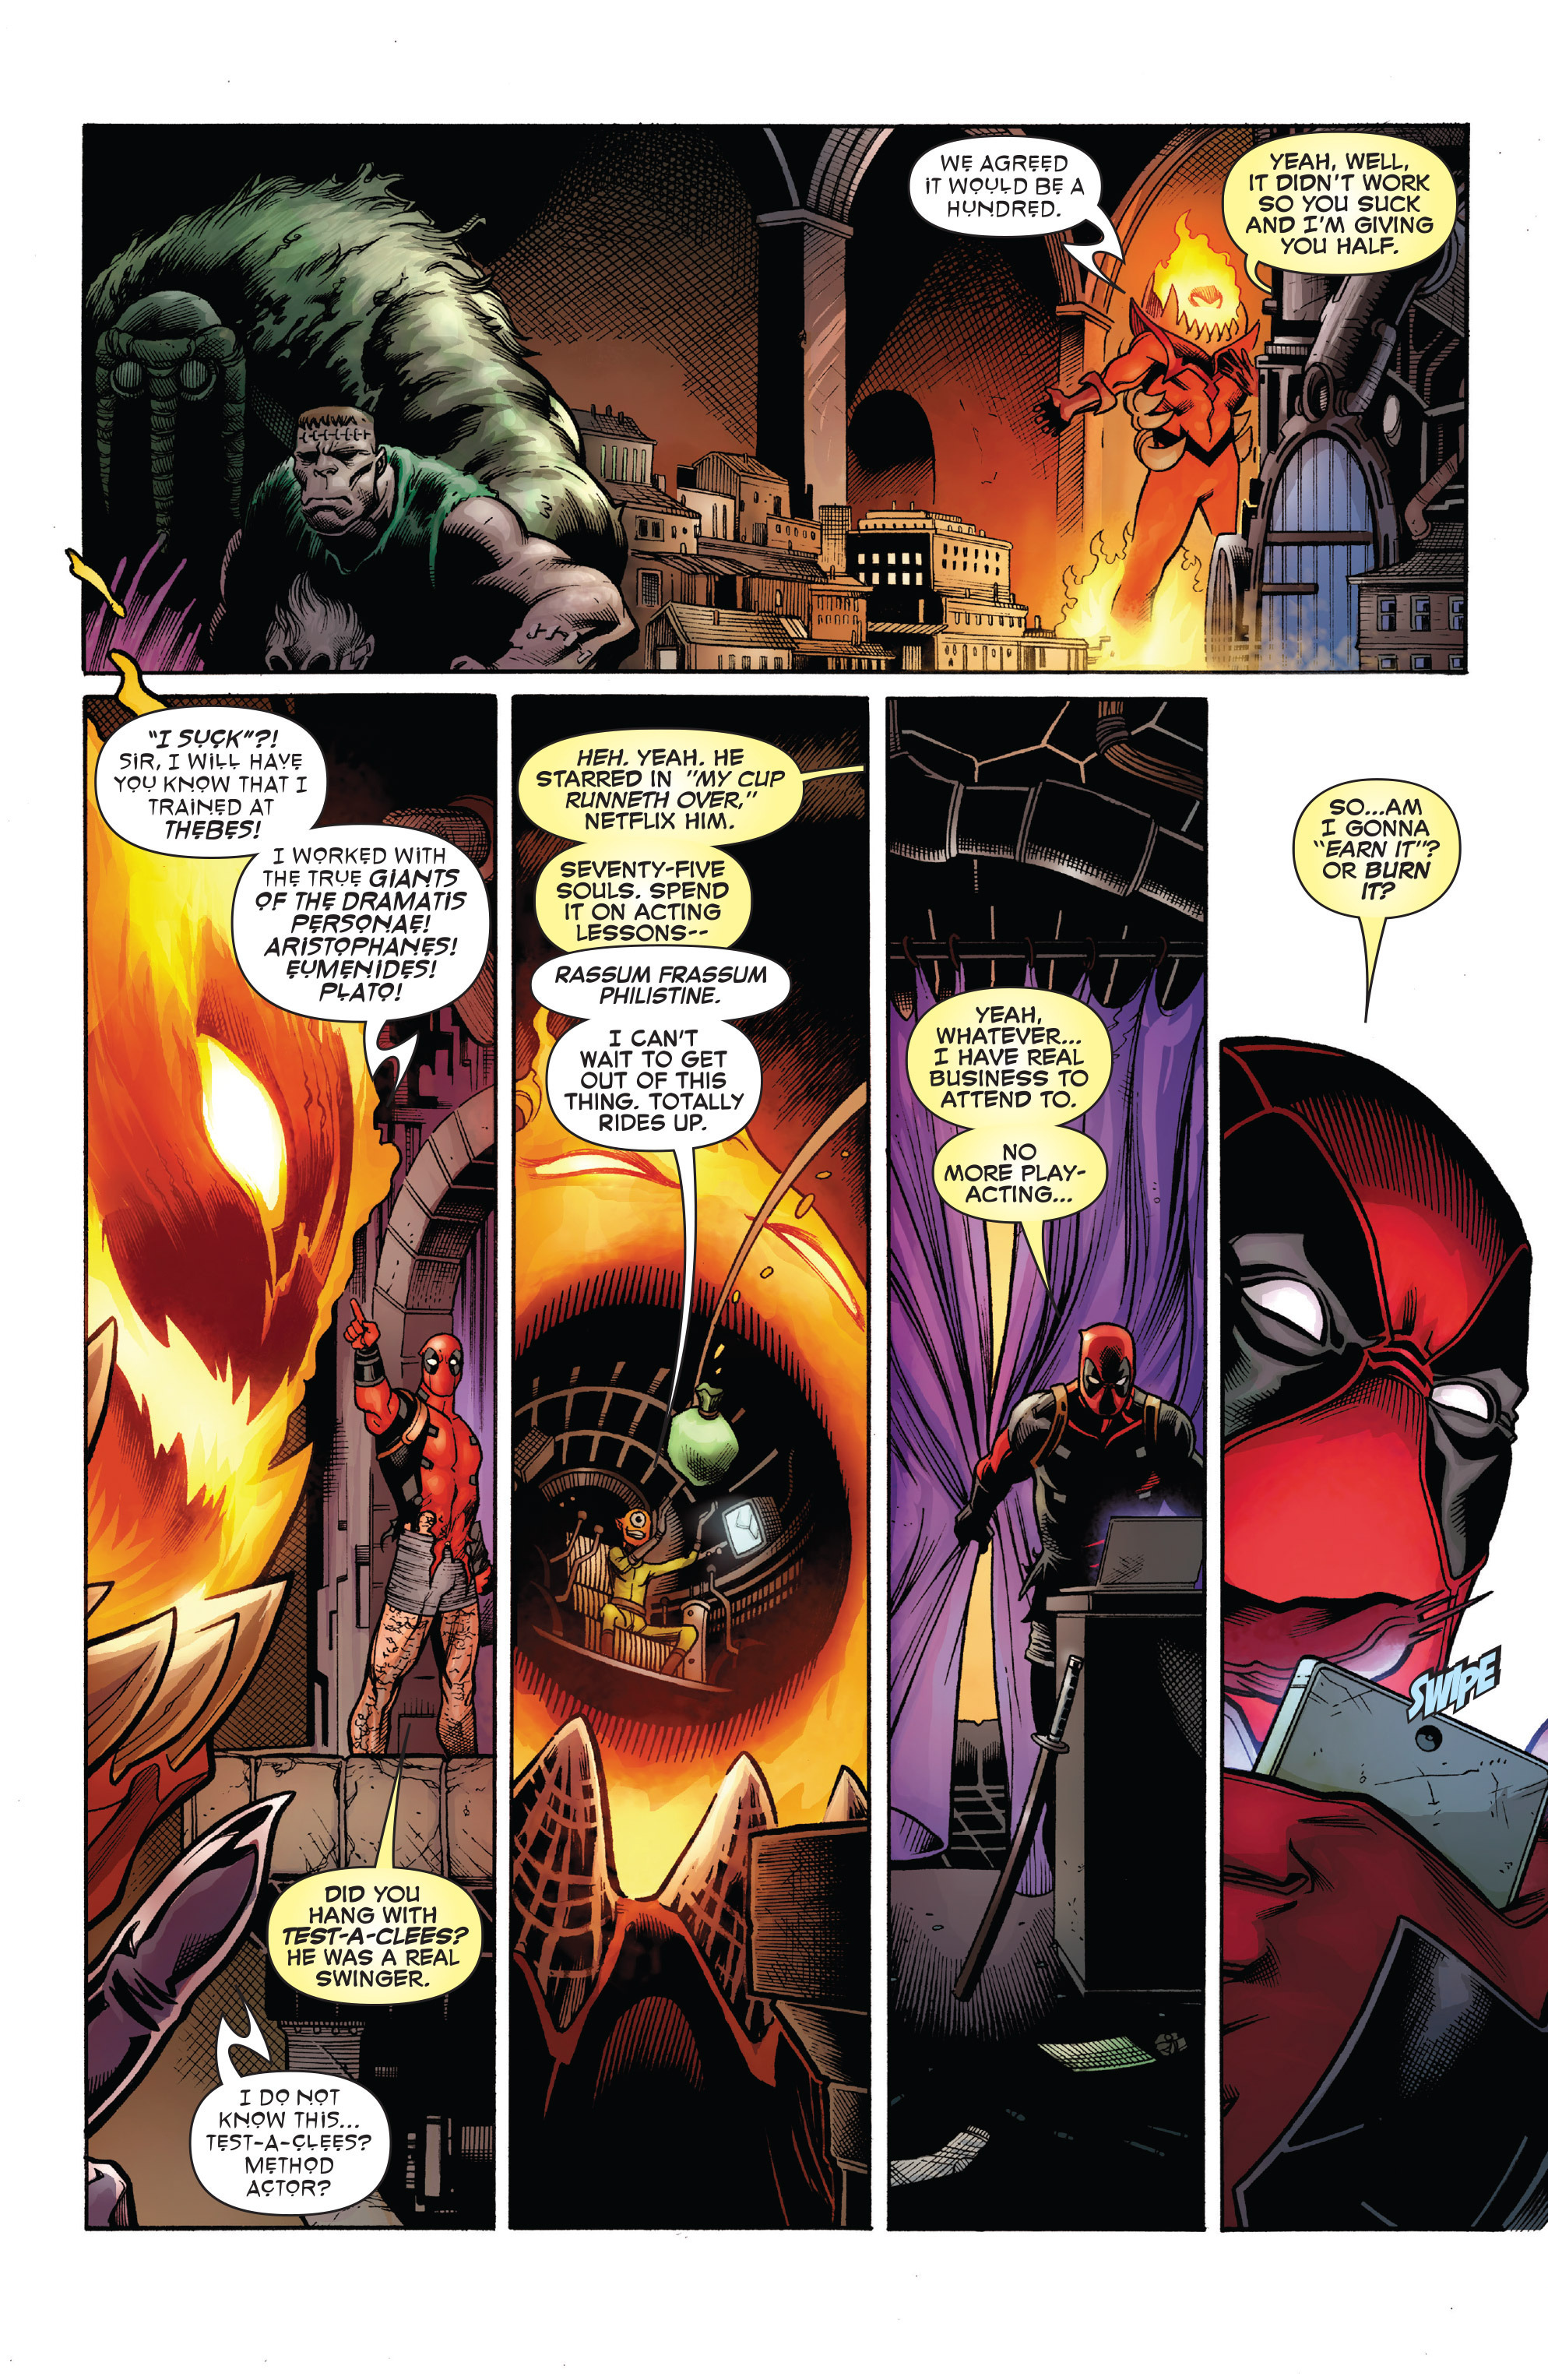 WE AGREED
IT WOULD BE A
HUNDRED.
YEAH, WELL,
IT DIDN'T WORK
SO YOU SUCK
AND I'M GIVING
YOU HALF.
"I SUCK"?!
SIR, I WILL HAVE
YOU KNOW THAT I
TRAINED AT
THEBES!
I WORKED WITH
THE TRUE GIANTS
OF THE DRAMATIS
PERSONAE!
ARISTOPHANES!
EUMENIDES!
PLATO!
DID YOU
HANG WITH
TEST-A-CLEES?
HE WAS A REAL
SWINGER.
I DO NOT
KNOW THIS...
TEST-A-CLEES?
METHOD
ACTOR?
HEH. YEAH. HE
STARRED IN "MY CUP
RUNNETH OVER,"
NETFLIX HIM.
SEVENTY-FIVE
SOULS. SPEND
IT ON ACTING
LESSONS--
RASSUM FRASSUM
PHILISTINE.
I CAN'T
WAIT TO GET
OUT OF THIS
THING. TOTALLY
RIDES UP.
YEAH,
WHATEVER...
I HAVE REAL
BUSINESS TO
ATTEND TO.
NO
MORE PLAY-
ACTING...
SO...AM
I GONNA
"EARN IT"?
OR BURN
IT?
SWIPE